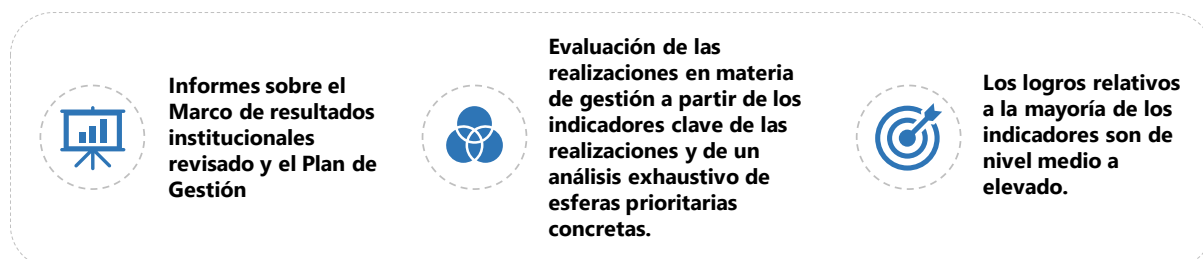 Informes sobre el
Marco de resultados
institucionales
revisado y el Plan de
Gestión
Evaluación de las
realizaciones en materia
de gestión a partir de los
indicadores clave de las
realizaciones y de un
análisis exhaustivo de
esferas prioritarias
concretas.
Los logros relativos
a la mayoría de los
indicadores son de
nivel medio a
elevado.